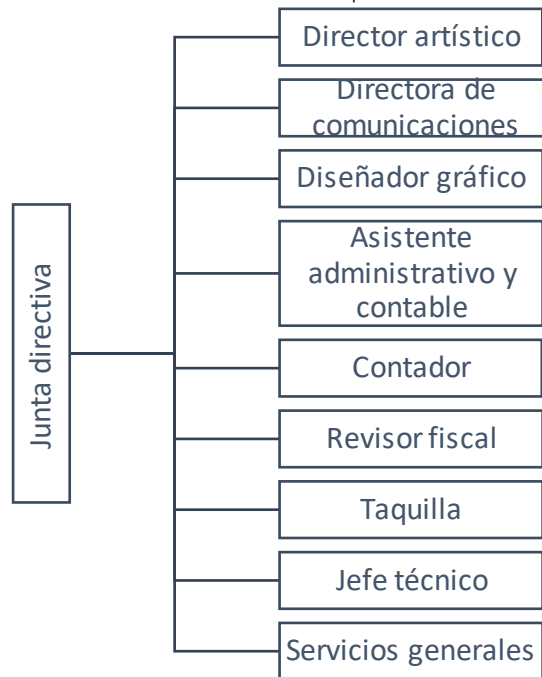 Junta directiva
Director artístico
Directora de
comunicaciones
Diseñador gráfico
Asistente
administrativo y
contable
Contador
Revisor fiscal
Taquilla
Jefe técnico
Servicios generales